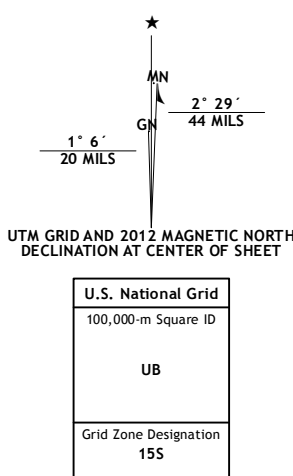 ★
MN
GN
2° 29´
44 MILS
1° 6´
20 MILS
UTM GRID AND 2012 MAGNETIC NORTH
DECLINATION AT CENTER OF SHEET
U.S. National Grid
100,000-m Square ID
UB
Grid Zone Designation
15S